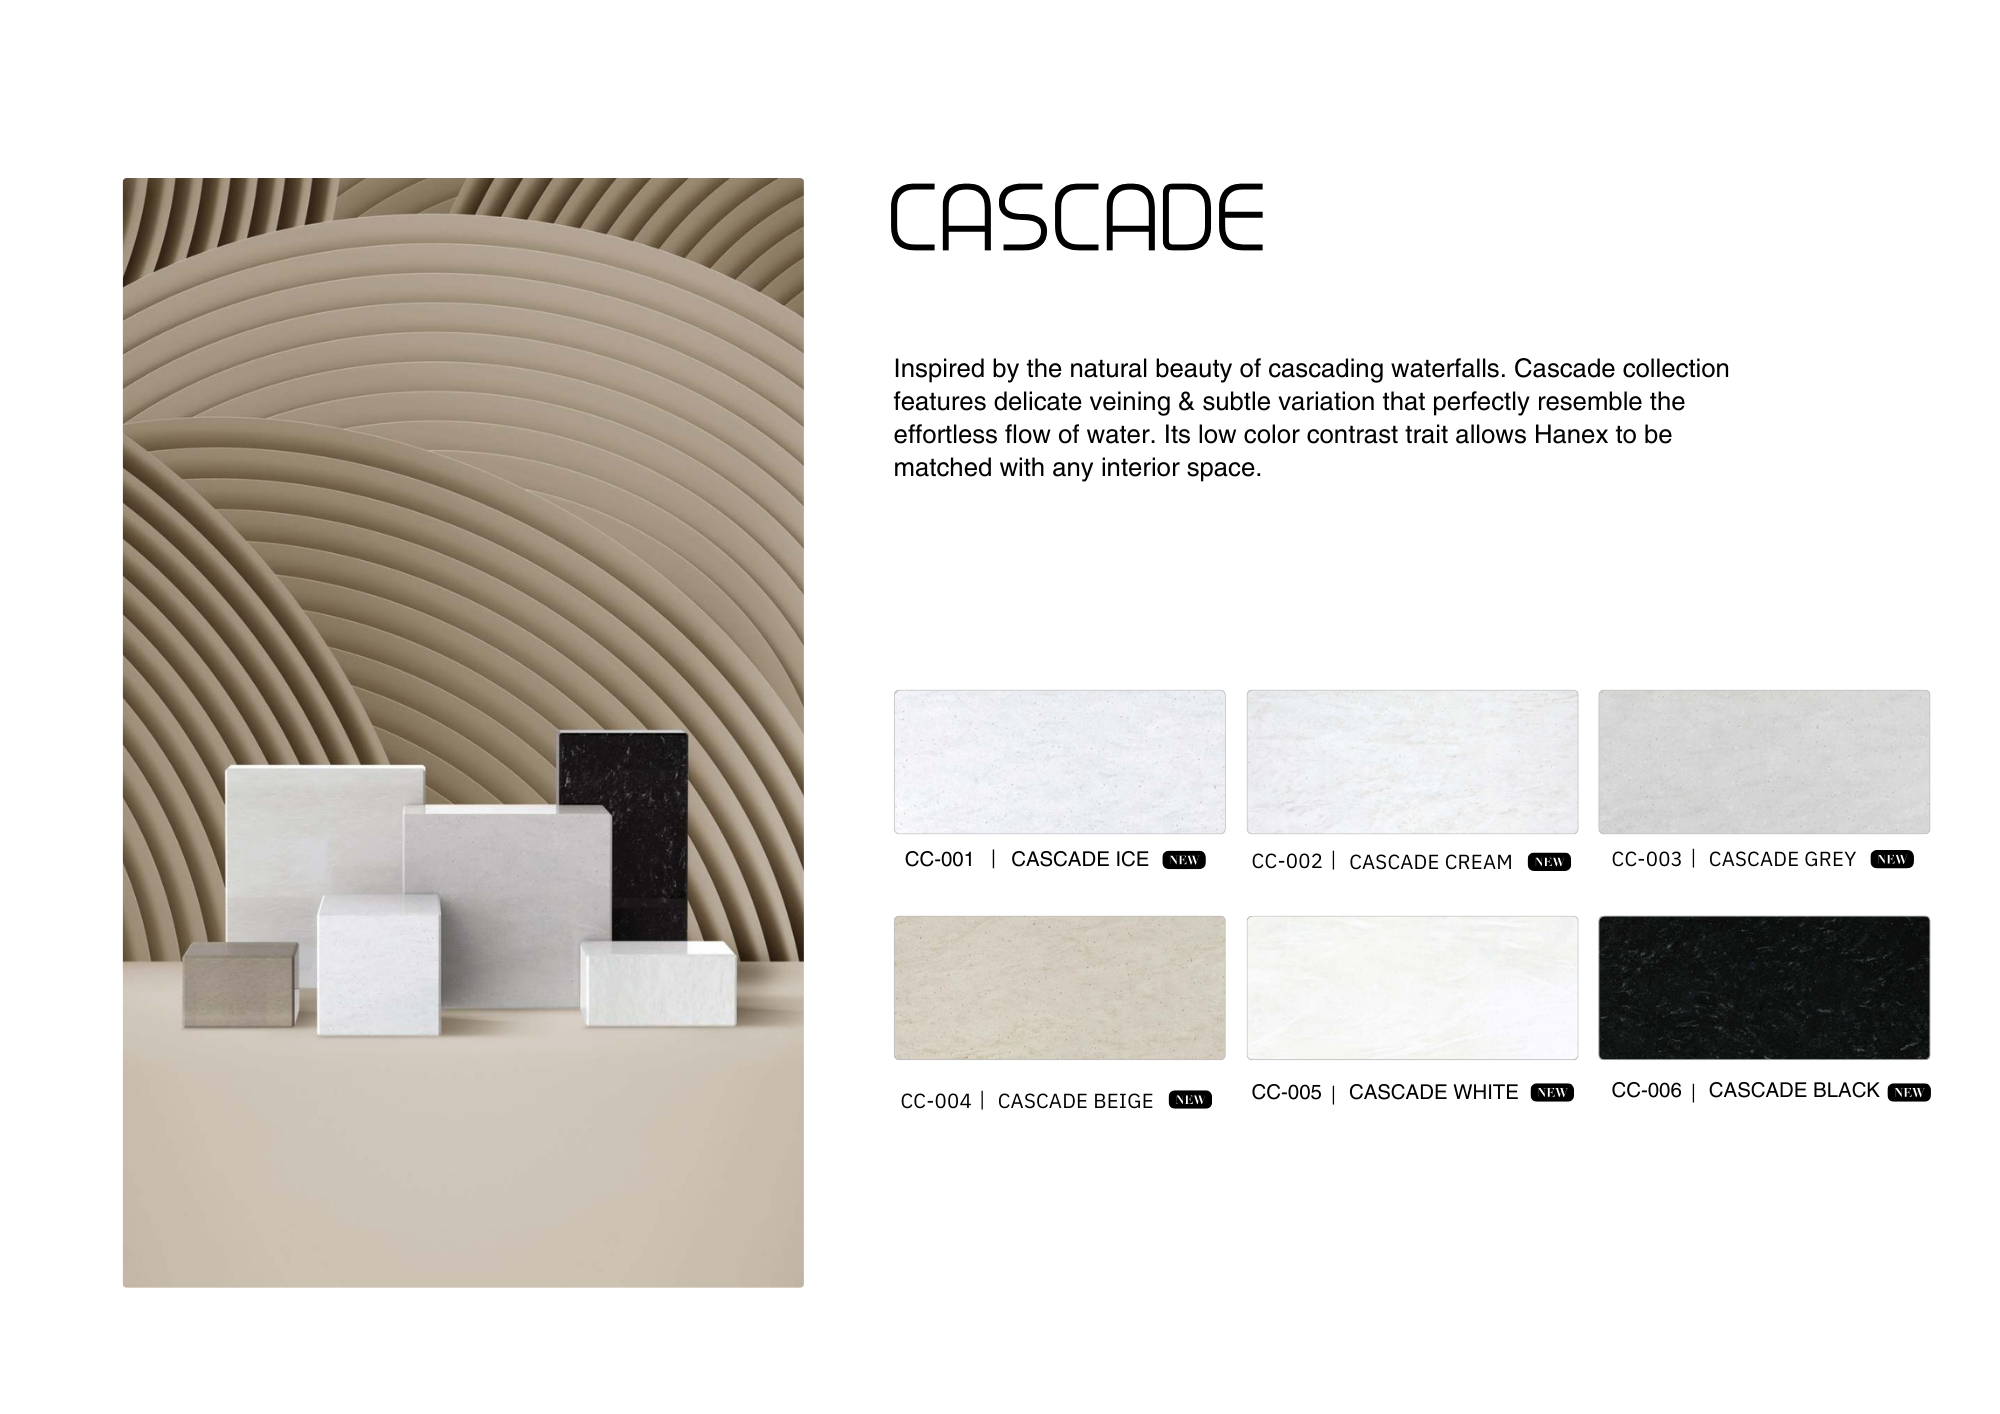 CASCADE
Inspired by the natural beauty of cascading waterfalls. Cascade collection
features delicate veining & subtle variation that perfectly resemble the
effortless flow of water. Its low color contrast trait allows Hanex to be
matched with any interior space.
CC-001 | CASCADE ICE NEW
CC-002 | CASCADE CREAM NEW
CC-003 | CASCADE GREY NEW
CC-004 | CASCADE BEIGE NEW
CC-005 | CASCADE WHITE NEW
CC-006 | CASCADE BLACK NEW